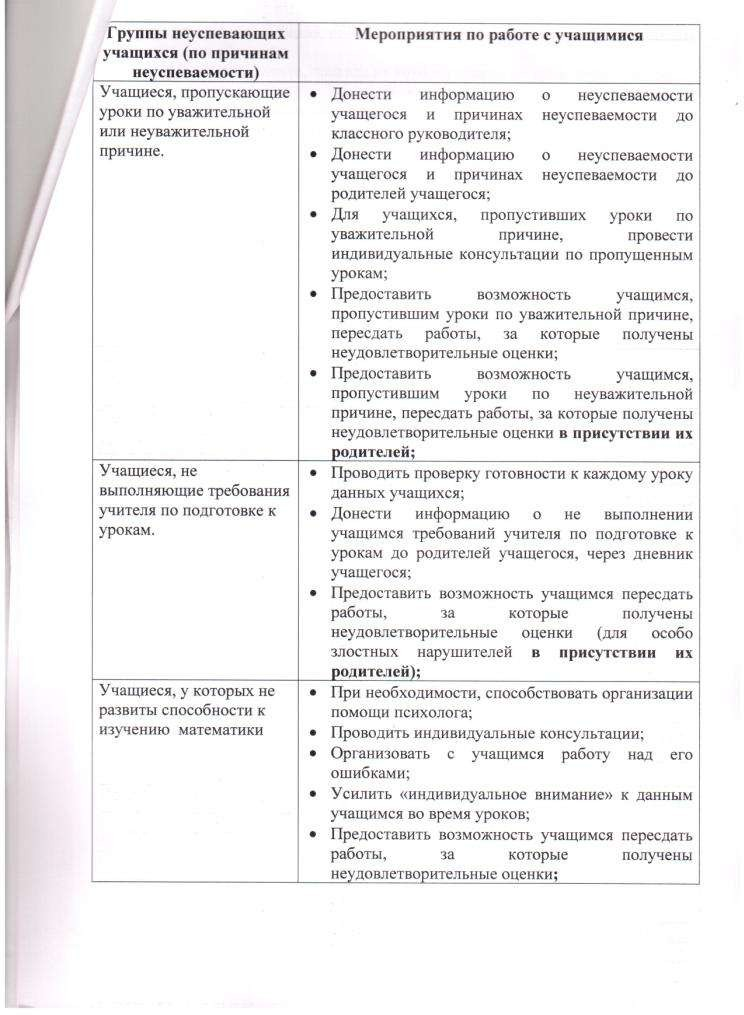 Группы неуспевающих
учащихся (по причинам
неуспеваемости)
Мероприятия по работе с учащимися
Учащиеся, пропускающие
уроки по уважительной
или неуважительной
причине.
• Донести информацию о неуспеваемости
учащегося и причинах неуспеваемости до
классного руководителя;
• Донести информацию о неуспеваемости
учащегося и причинах неуспеваемости до
родителей учащегося;
• Для учащихся, пропустивших уроки по
уважительной причине, провести
индивидуальные консультации по пропущенным
урокам;
• Предоставить возможность учащимся,
пропустившим уроки по уважительной причине,
пересдать работы, за которые получены
неудовлетворительные оценки;
• Предоставить возможность учащимся,
пропустившим уроки по неуважительной
причине, пересдать работы, за которые получены
неудовлетворительные оценки в присутствии их
родителей;
Учащиеся, не
выполняющие требования
учителя по подготовке к
урокам.
• Проводить проверку готовности к каждому уроку
данных учащихся;
• Донести информацию о не выполнении
учащимся требований учителя по подготовке к
урокам до родителей учащегося, через дневник
учащегося;
• Предоставить возможность учащимся пересдать
работы, за которые получены
неудовлетворительные оценки (для особо
злостных нарушителей в присутствии их
родителей);
Учащиеся, у которых не
развиты способности к
изучению математики
• При необходимости, способствовать организации
помощи психолога;
• Проводить индивидуальные консультации;
• Организовать с учащимся работу над его
ошибками;
• Усилить «индивидуальное внимание» к данным
учащимся во время уроков;
• Предоставить возможность учащимся пересдать
работы, за которые получены
неудовлетворительные оценки;